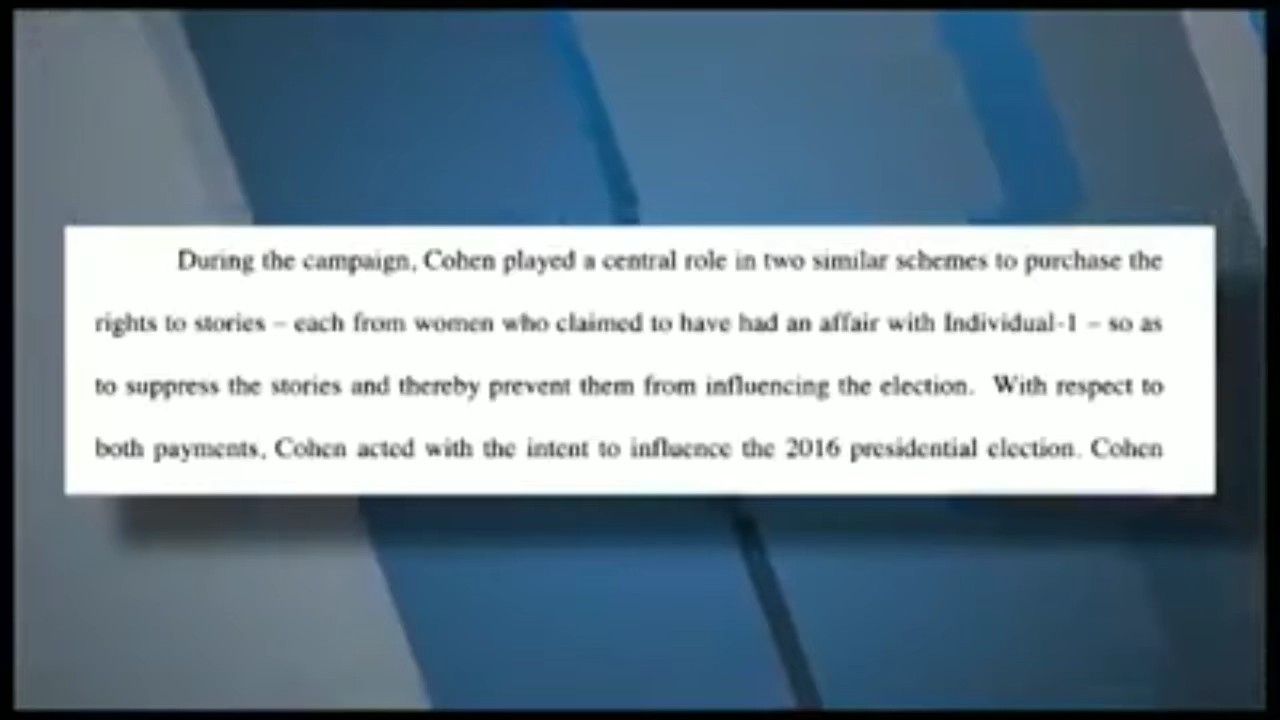 During the campaign, Cohen played a central role in two similar schemes to purchase the
rights to stories – each from women who claimed to have had an affair with Individual-1 – so as
to suppress the stories and thereby prevent them from influencing the election. With respect to
both payments, Cohen acted with the intent to influence the 2016 presidential election. Cohen